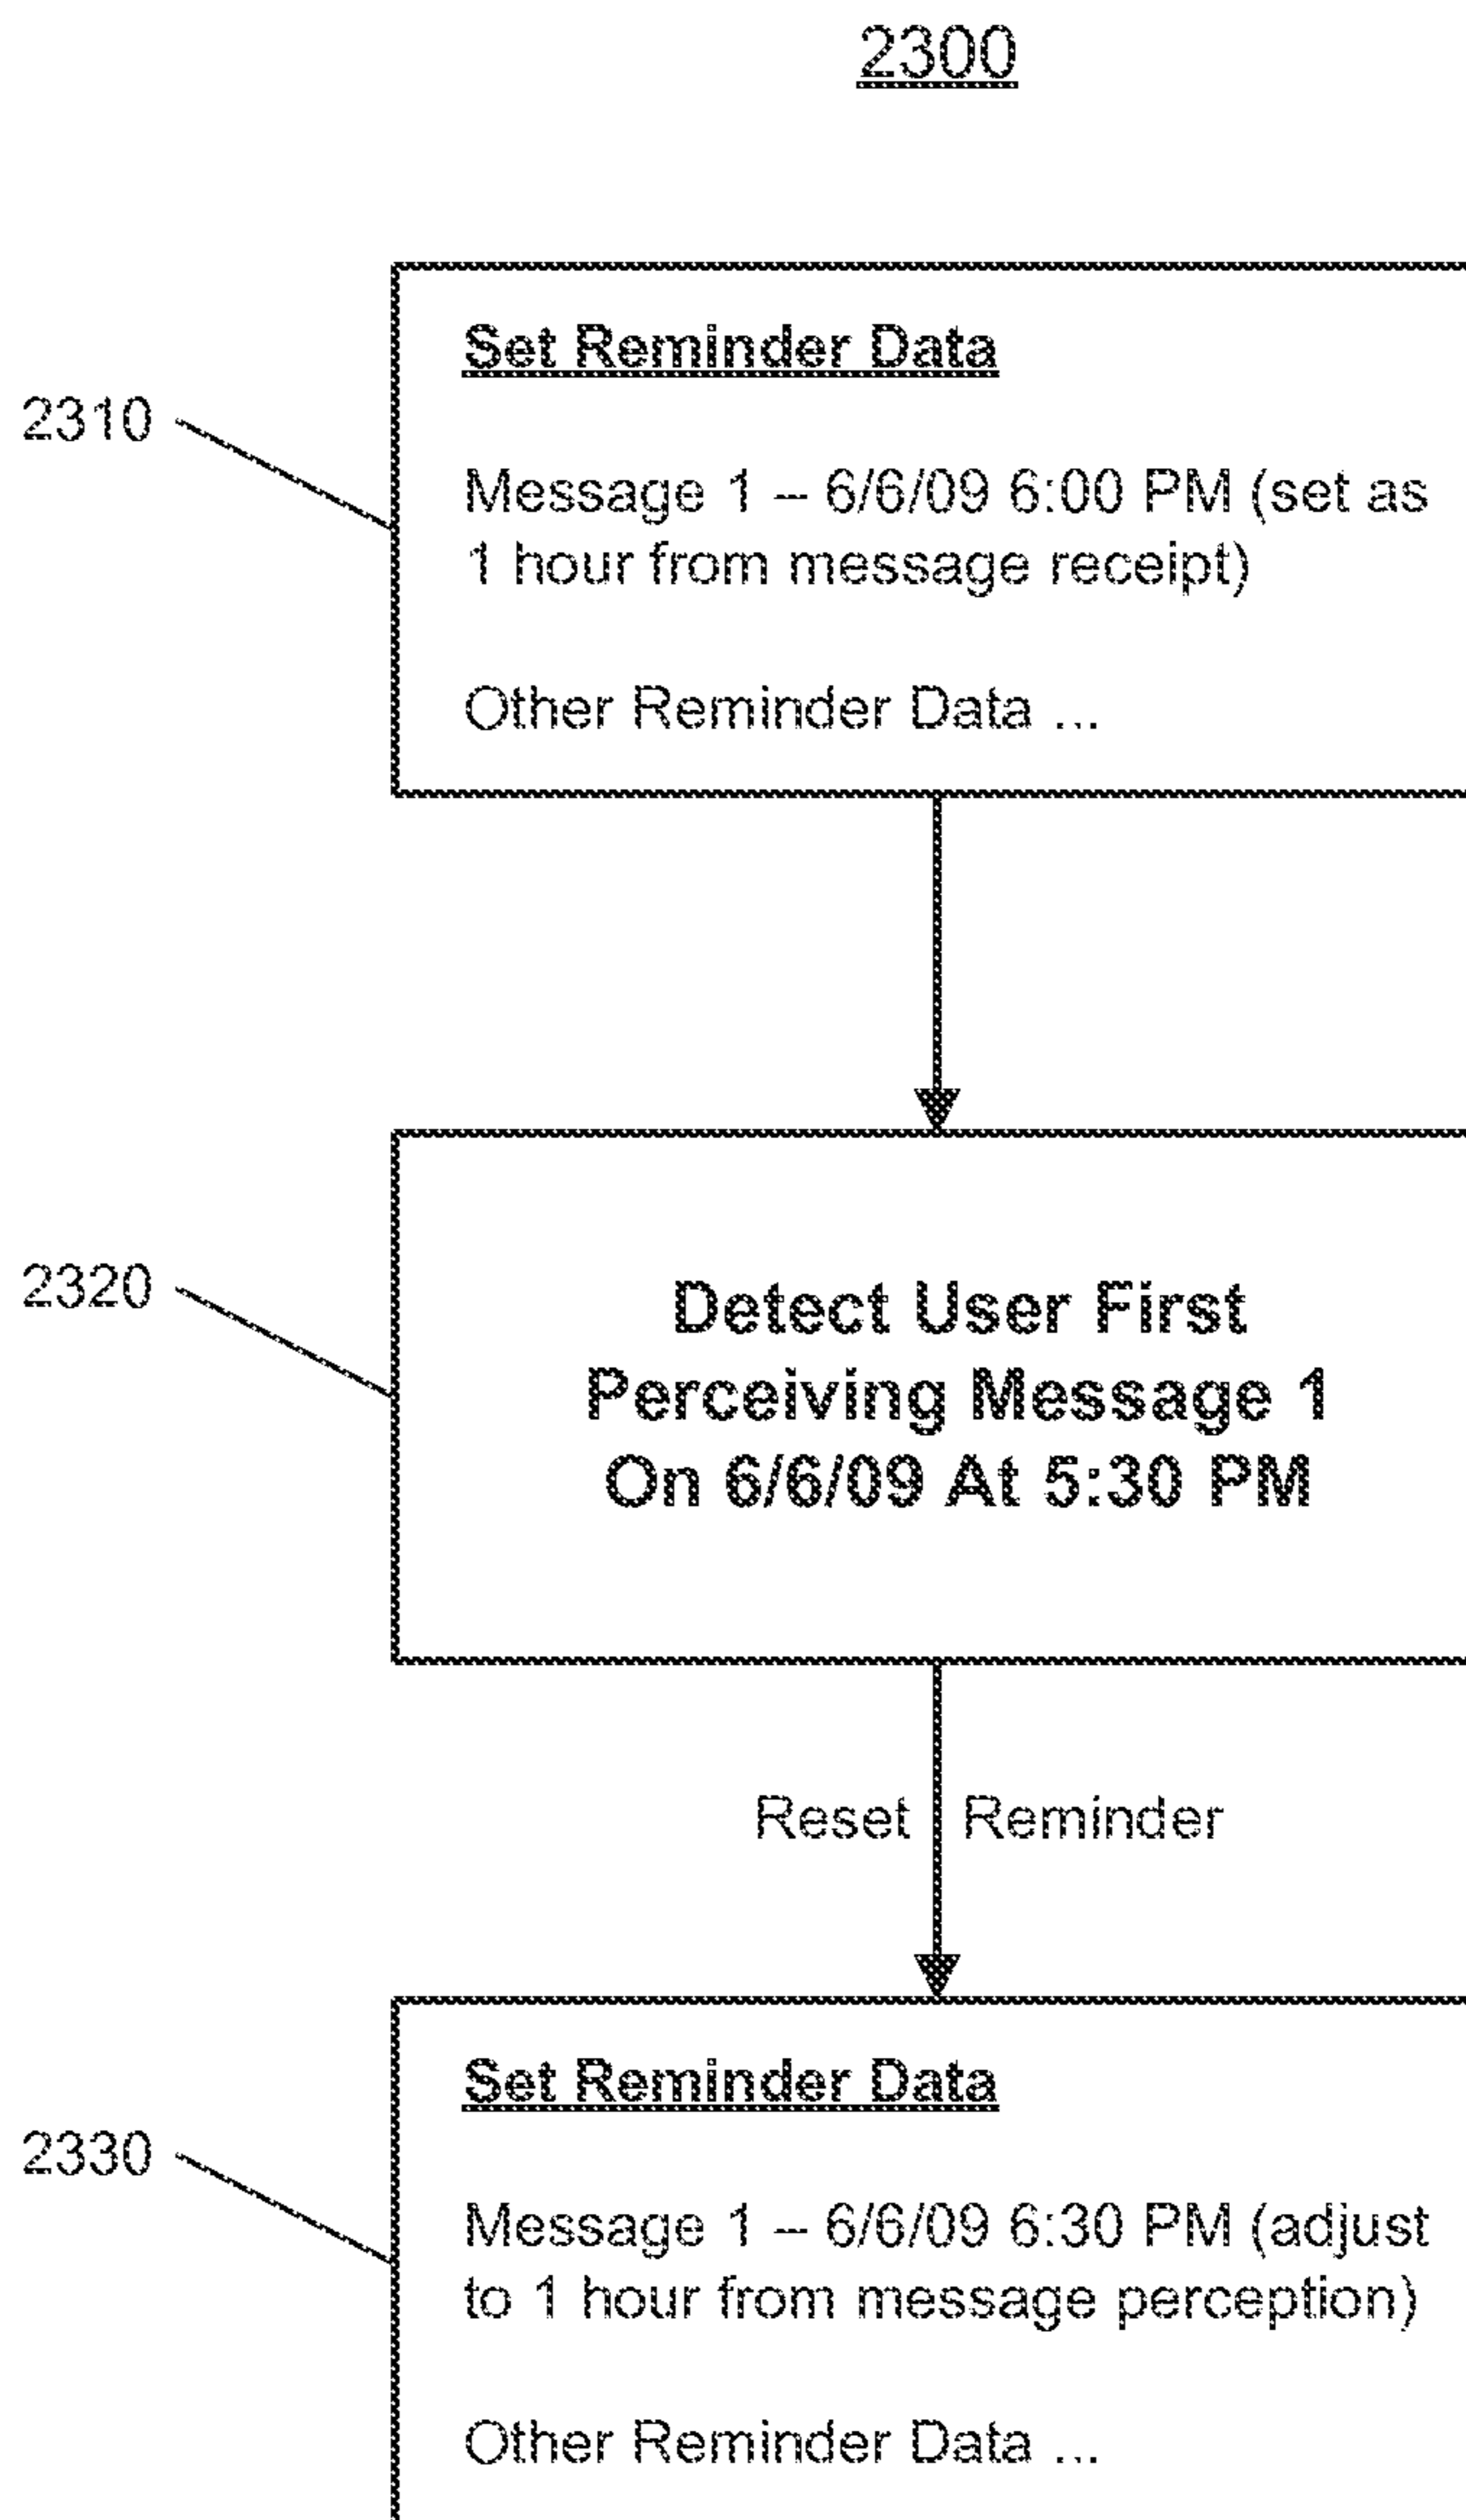 2300
Set Reminder Data
2310
Message 1 – 6/6/09 6:00 PM (set as
1 hour from message receipt)
Other Reminder Data ...
2320
Detect User First
Perceiving Message 1
On 6/6/09 At 5:30 PM
Reset Reminder
Set Reminder Data
2330
Message 1 – 6/6/09 6:30 PM (adjust
to 1 hour from message perception)
Other Reminder Data ...